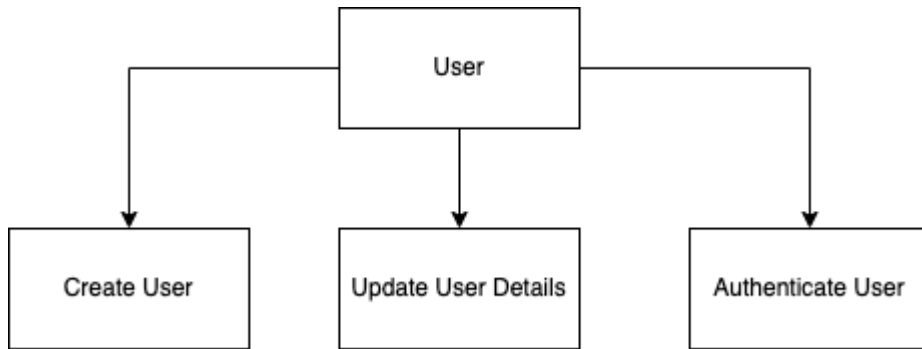 User
Create User
Update User Details
Authenticate User